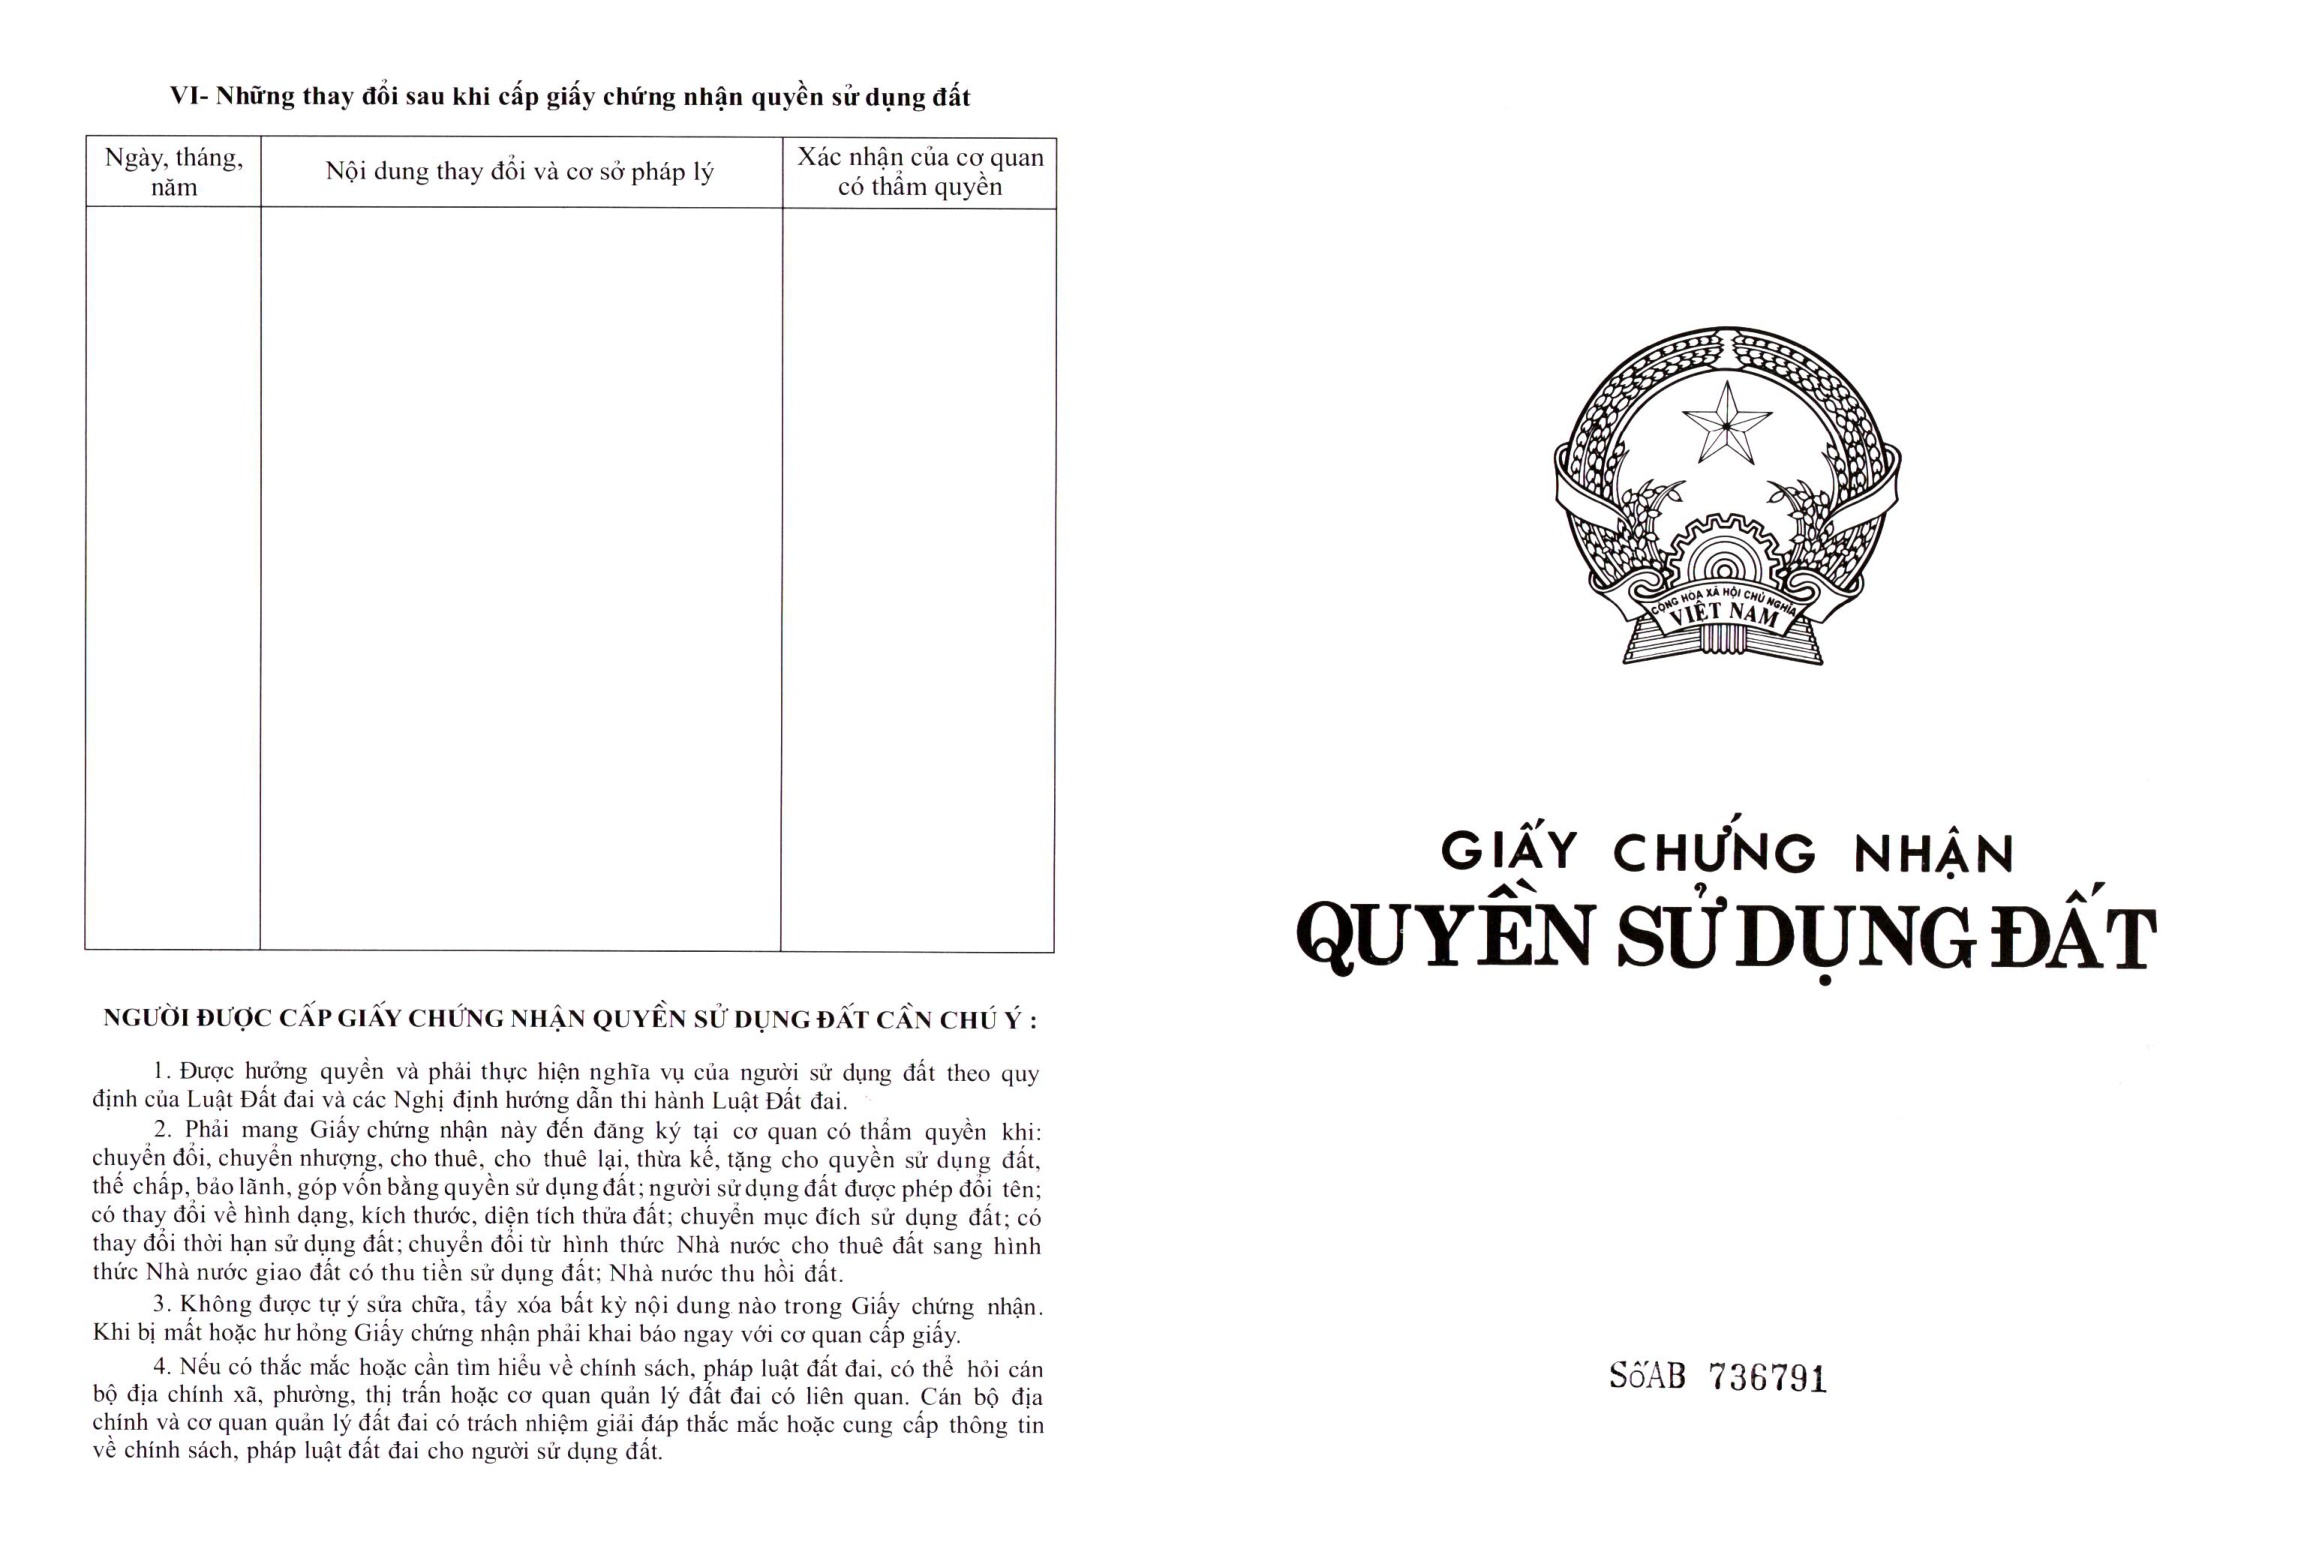 VI- Những thay đổi sau khi cấp giấy chứng nhận quyền sử dụng đất
Ngày, tháng,
năm
Nội dung thay đổi và cơ sở pháp lý
Xác nhận của cơ quan
có thẩm quyền
NGƯỜI ĐƯỢC CẤP GIẤY CHỨNG NHẬN QUYỀN SỬ DỤNG ĐẤT CẦN CHÚ Ý :
1. Được hưởng quyền và phải thực hiện nghĩa vụ của người sử dụng đất theo quy
định của Luật Đất đai và các Nghị định hướng dẫn thi hành Luật Đất đai.
2. Phải mang Giấy chứng nhận này đến đăng ký tại cơ quan có thẩm quyền khi:
chuyển đổi, chuyển nhượng, cho thuê, cho thuê lại, thừa kế, tặng cho quyền sử dụng đất,
thế chấp, bảo lãnh, góp vốn bằng quyền sử dụng đất; người sử dụng đất được phép đổi tên;
có thay đổi về hình dạng, kích thước, diện tích thửa đất; chuyển mục đích sử dụng đất; có
thay đổi thời hạn sử dụng đất; chuyển đổi từ hình thức Nhà nước cho thuê đất sang hình
thức Nhà nước giao đất có thu tiền sử dụng đất; Nhà nước thu hồi đất.
3. Không được tự ý sửa chữa, tẩy xóa bất kỳ nội dung nào trong Giấy chứng nhận.
Khi bị mất hoặc hư hỏng Giấy chứng nhận phải khai báo ngay với cơ quan cấp giấy.
4. Nếu có thắc mắc hoặc cần tìm hiểu về chính sách, pháp luật đất đai, có thể hỏi cán
bộ địa chính xã, phường, thị trấn hoặc cơ quan quản lý đất đai có liên quan. Cán bộ địa
chính và cơ quan quản lý đất đai có trách nhiệm giải đáp thắc mắc hoặc cung cấp thông tin
về chính sách, pháp luật đất đai cho người sử dụng đất.
CỘNG HÒA XÃ HỘI CHỦ NGHĨA
VIỆT NAM
GIẤY CHỨNG NHẬN
QUYỀN SỬ DỤNG ĐẤT
Số AB 736791